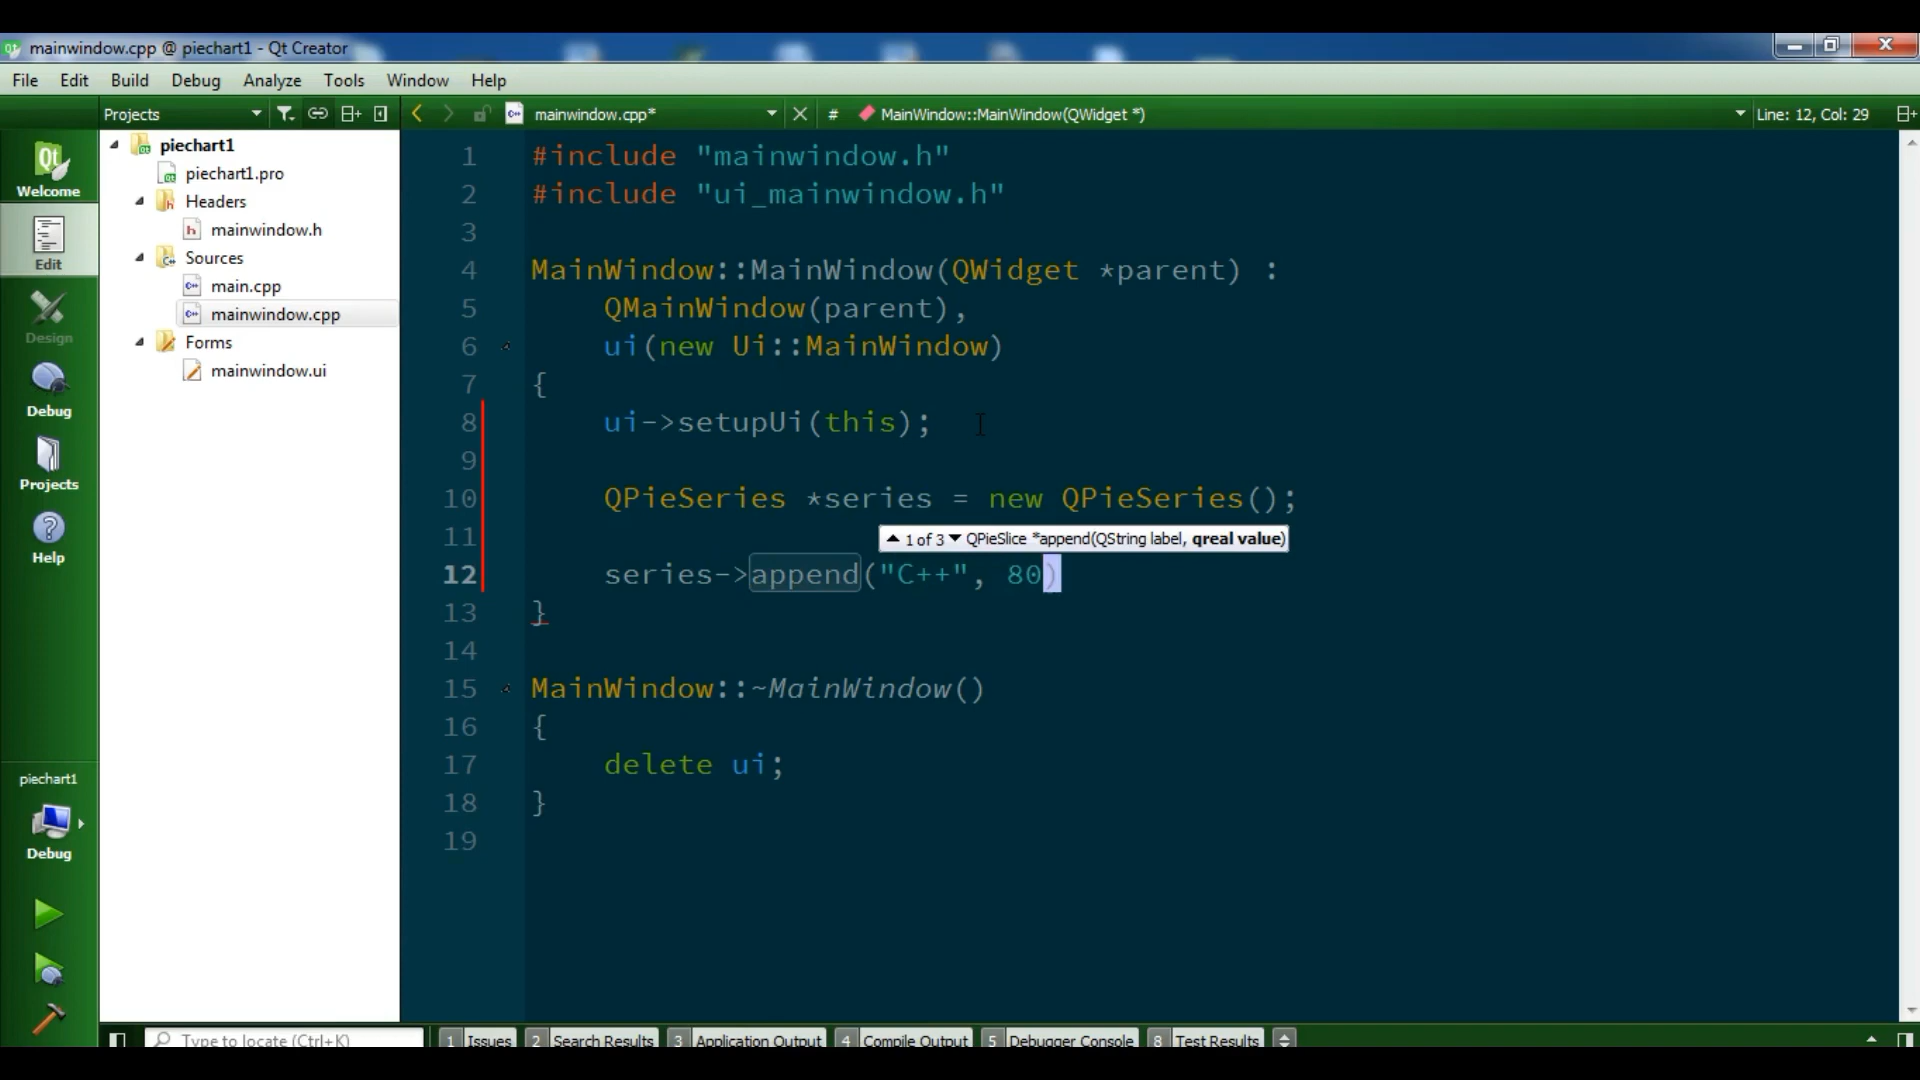 mainwindow.cpp @ piechart1 - Qt Creator
File Edit Build Debug Analyze Tools Window Help
Projects mainwindow.cpp* # MainWindow::MainWindow(QWidget *) Line: 12, Col: 29
Welcome
Edit
Design
Debug
Projects
Help
piechart1
Debug
piechart1
piechart1.pro
Headers
mainwindow.h
Sources
main.cpp
mainwindow.cpp
Forms
mainwindow.ui
1 #include "mainwindow.h"
2 #include "ui_mainwindow.h"
3
4 MainWindow::MainWindow(QWidget *parent) :
5 QMainWindow(parent),
6 ui(new Ui::MainWindow)
7 {
8 ui->setupUi(this);
9
10 QPieSeries *series = new QPieSeries();
11
1 of 3 QPieSlice *append(QString label, qreal value)
12 series->append("C++", 80)
13 }
14
15 MainWindow::~MainWindow()
16 {
17 delete ui;
18 }
19
Type to locate (Ctrl+K) 1 Issues 2 Search Results 3 Application Output 4 Compile Output 5 Debugger Console 8 Test Results